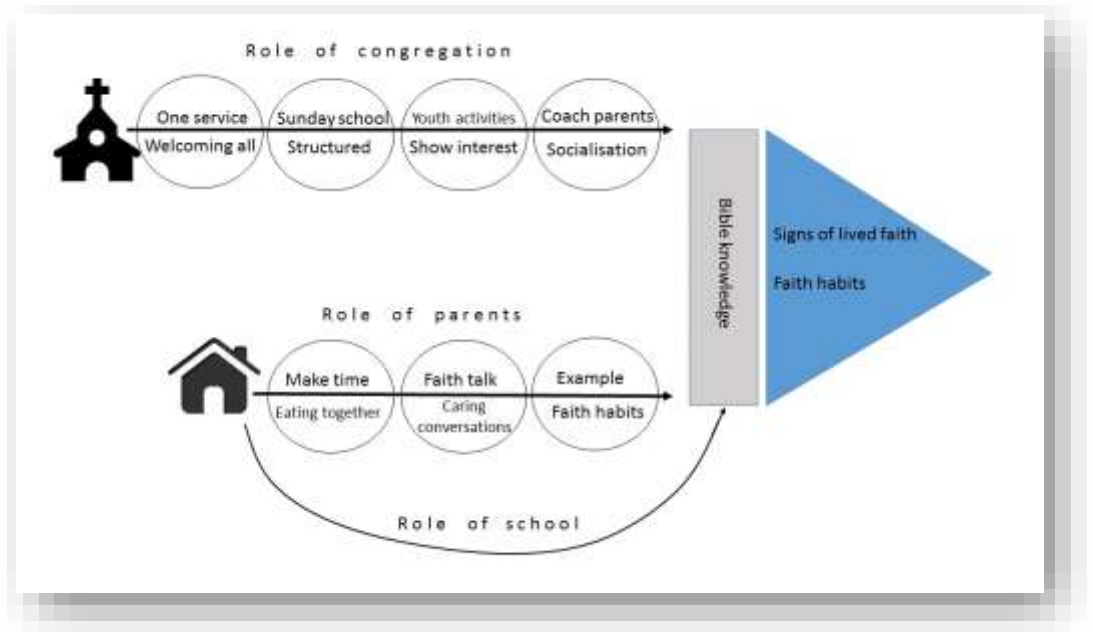 Role of congregation
One service
Welcoming all
Sunday school
Structured
Youth activities
Show interest
Coach parents
Socialisation
Bible knowledge
Signs of lived faith
Faith habits
Role of parents
Make time
Eating together
Faith talk
Caring
conversations
Example
Faith habits
Role of school